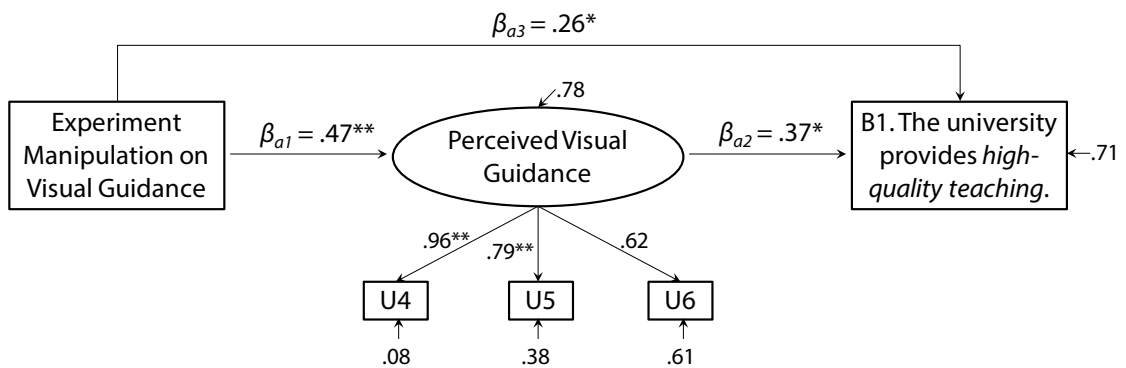 βa3 = .26*
Experiment
Manipulation on
Visual Guidance
βa1 = .47**
.78
Perceived Visual
Guidance
βa2 = .37*
B1. The university
provides high-
quality teaching.
.71
.96**
.79**
.62
U4
U5
U6
.08
.38
.61